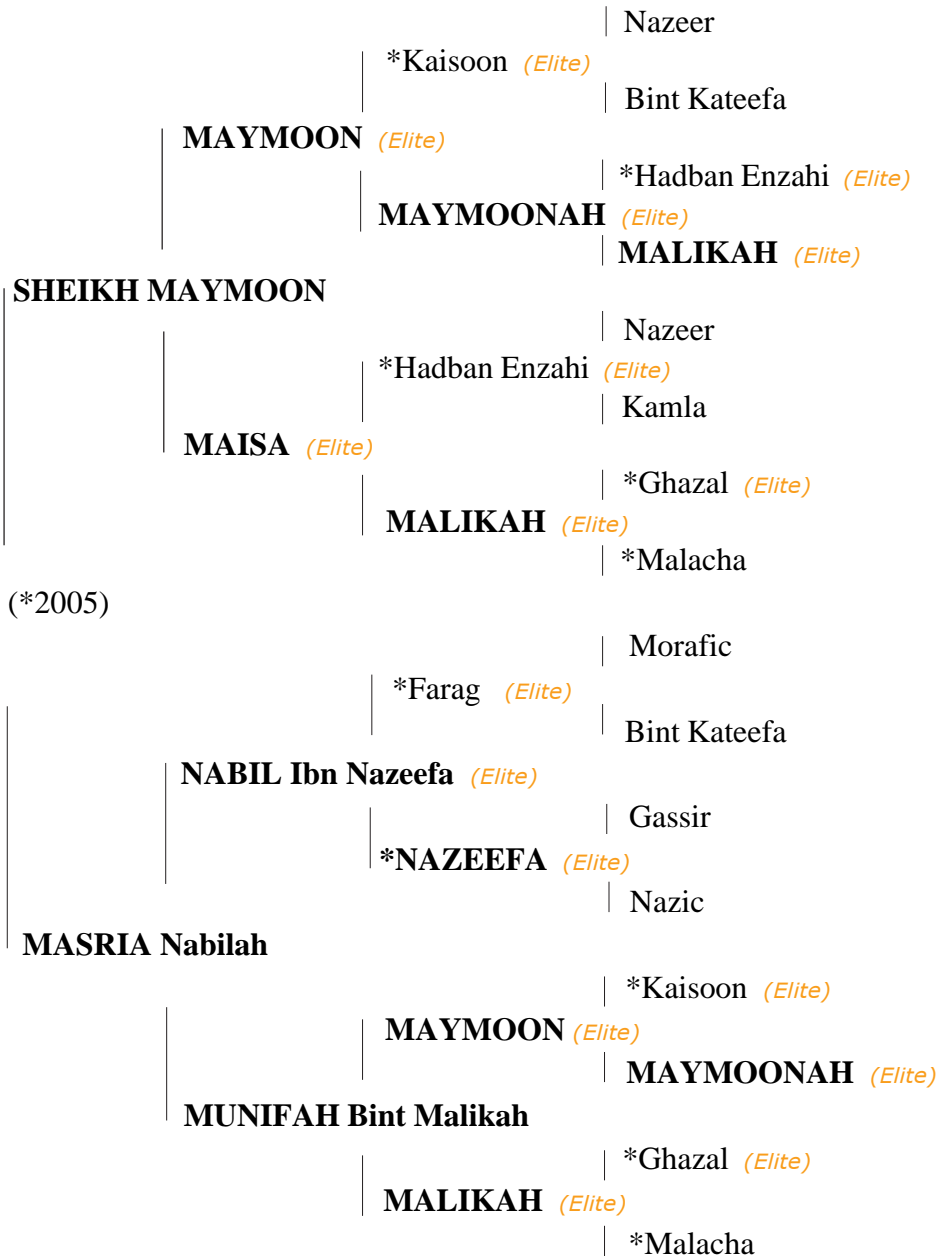 Nazeer
*Kaisoon (Elite)
Bint Kateefa
MAYMOON (Elite)
*Hadban Enzahi (Elite)
MAYMOONAH (Elite)
MALIKAH (Elite)
SHEIKH MAYMOON
Nazeer
*Hadban Enzahi (Elite)
Kamla
MAISA (Elite)
*Ghazal (Elite)
MALIKAH (Elite)
*Malacha
(*2005)
Morafic
*Farag (Elite)
Bint Kateefa
NABIL Ibn Nazeefa (Elite)
Gassir
*NAZEEFA (Elite)
Nazic
MASRIA Nabilah
*Kaisoon (Elite)
MAYMOON (Elite)
MAYMOONAH (Elite)
MUNIFAH Bint Malikah
*Ghazal (Elite)
MALIKAH (Elite)
*Malacha